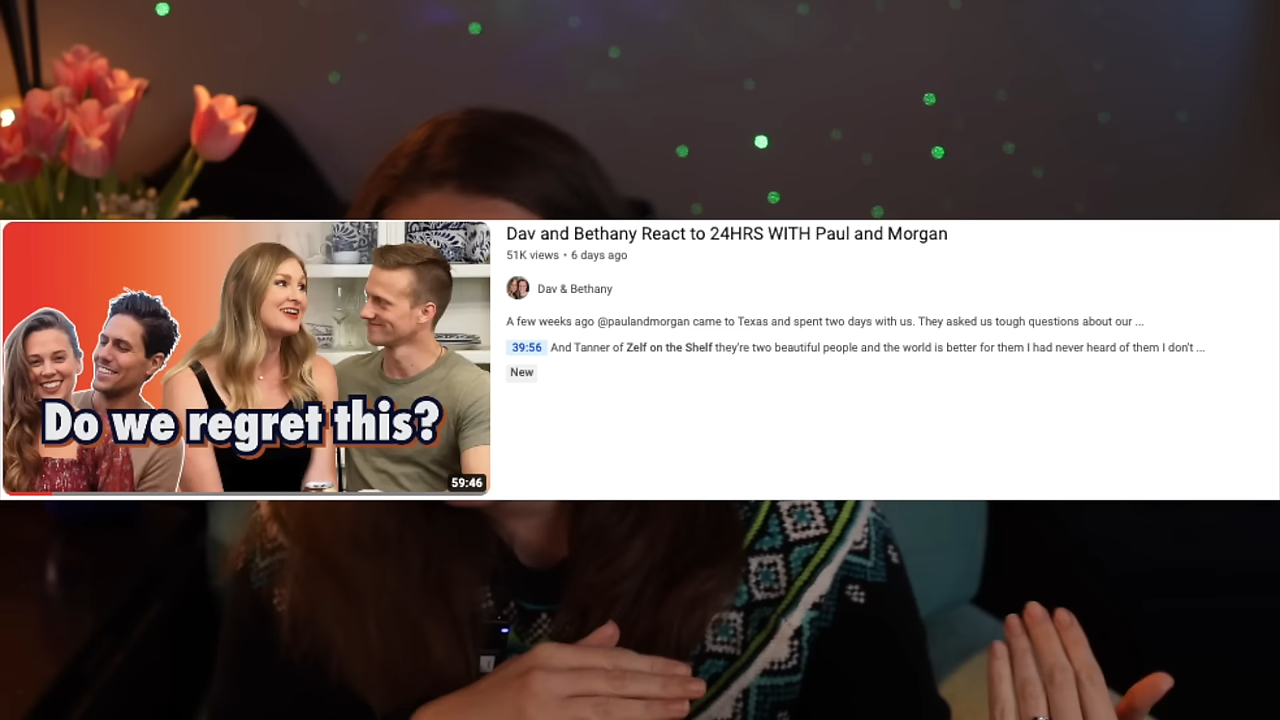 Dav and Bethany React to 24HRS WITH Paul and Morgan
51K views • 6 days ago
Dav & Bethany
A few weeks ago @paulandmorgan came to Texas and spent two days with us. They asked us tough questions about our ...
39:56 And Tanner of Zelf on the Shelf they're two beautiful people and the world is better for them I had never heard of them I don't ...
New
Do we regret this?
59:46